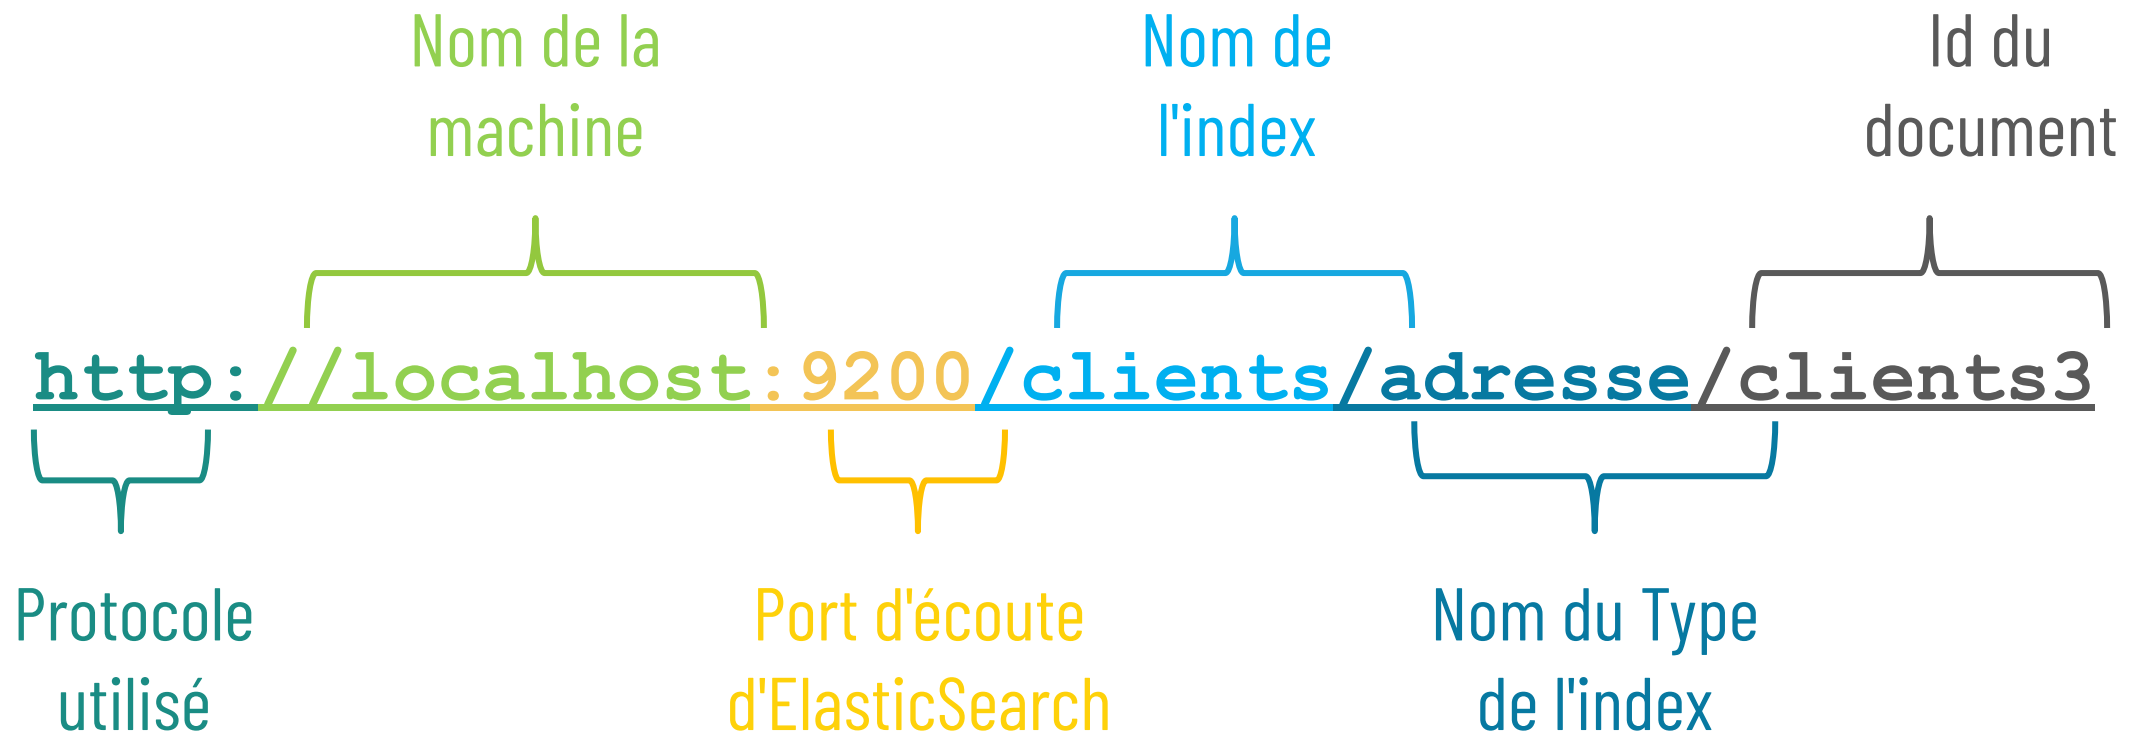 Nom de la
machine
Nom de
l'index
Id du
document
http://localhost:9200/clients/adresse/clients3
Protocole
utilisé
Port d'écoute
d'ElasticSearch
Nom du Type
de l'index